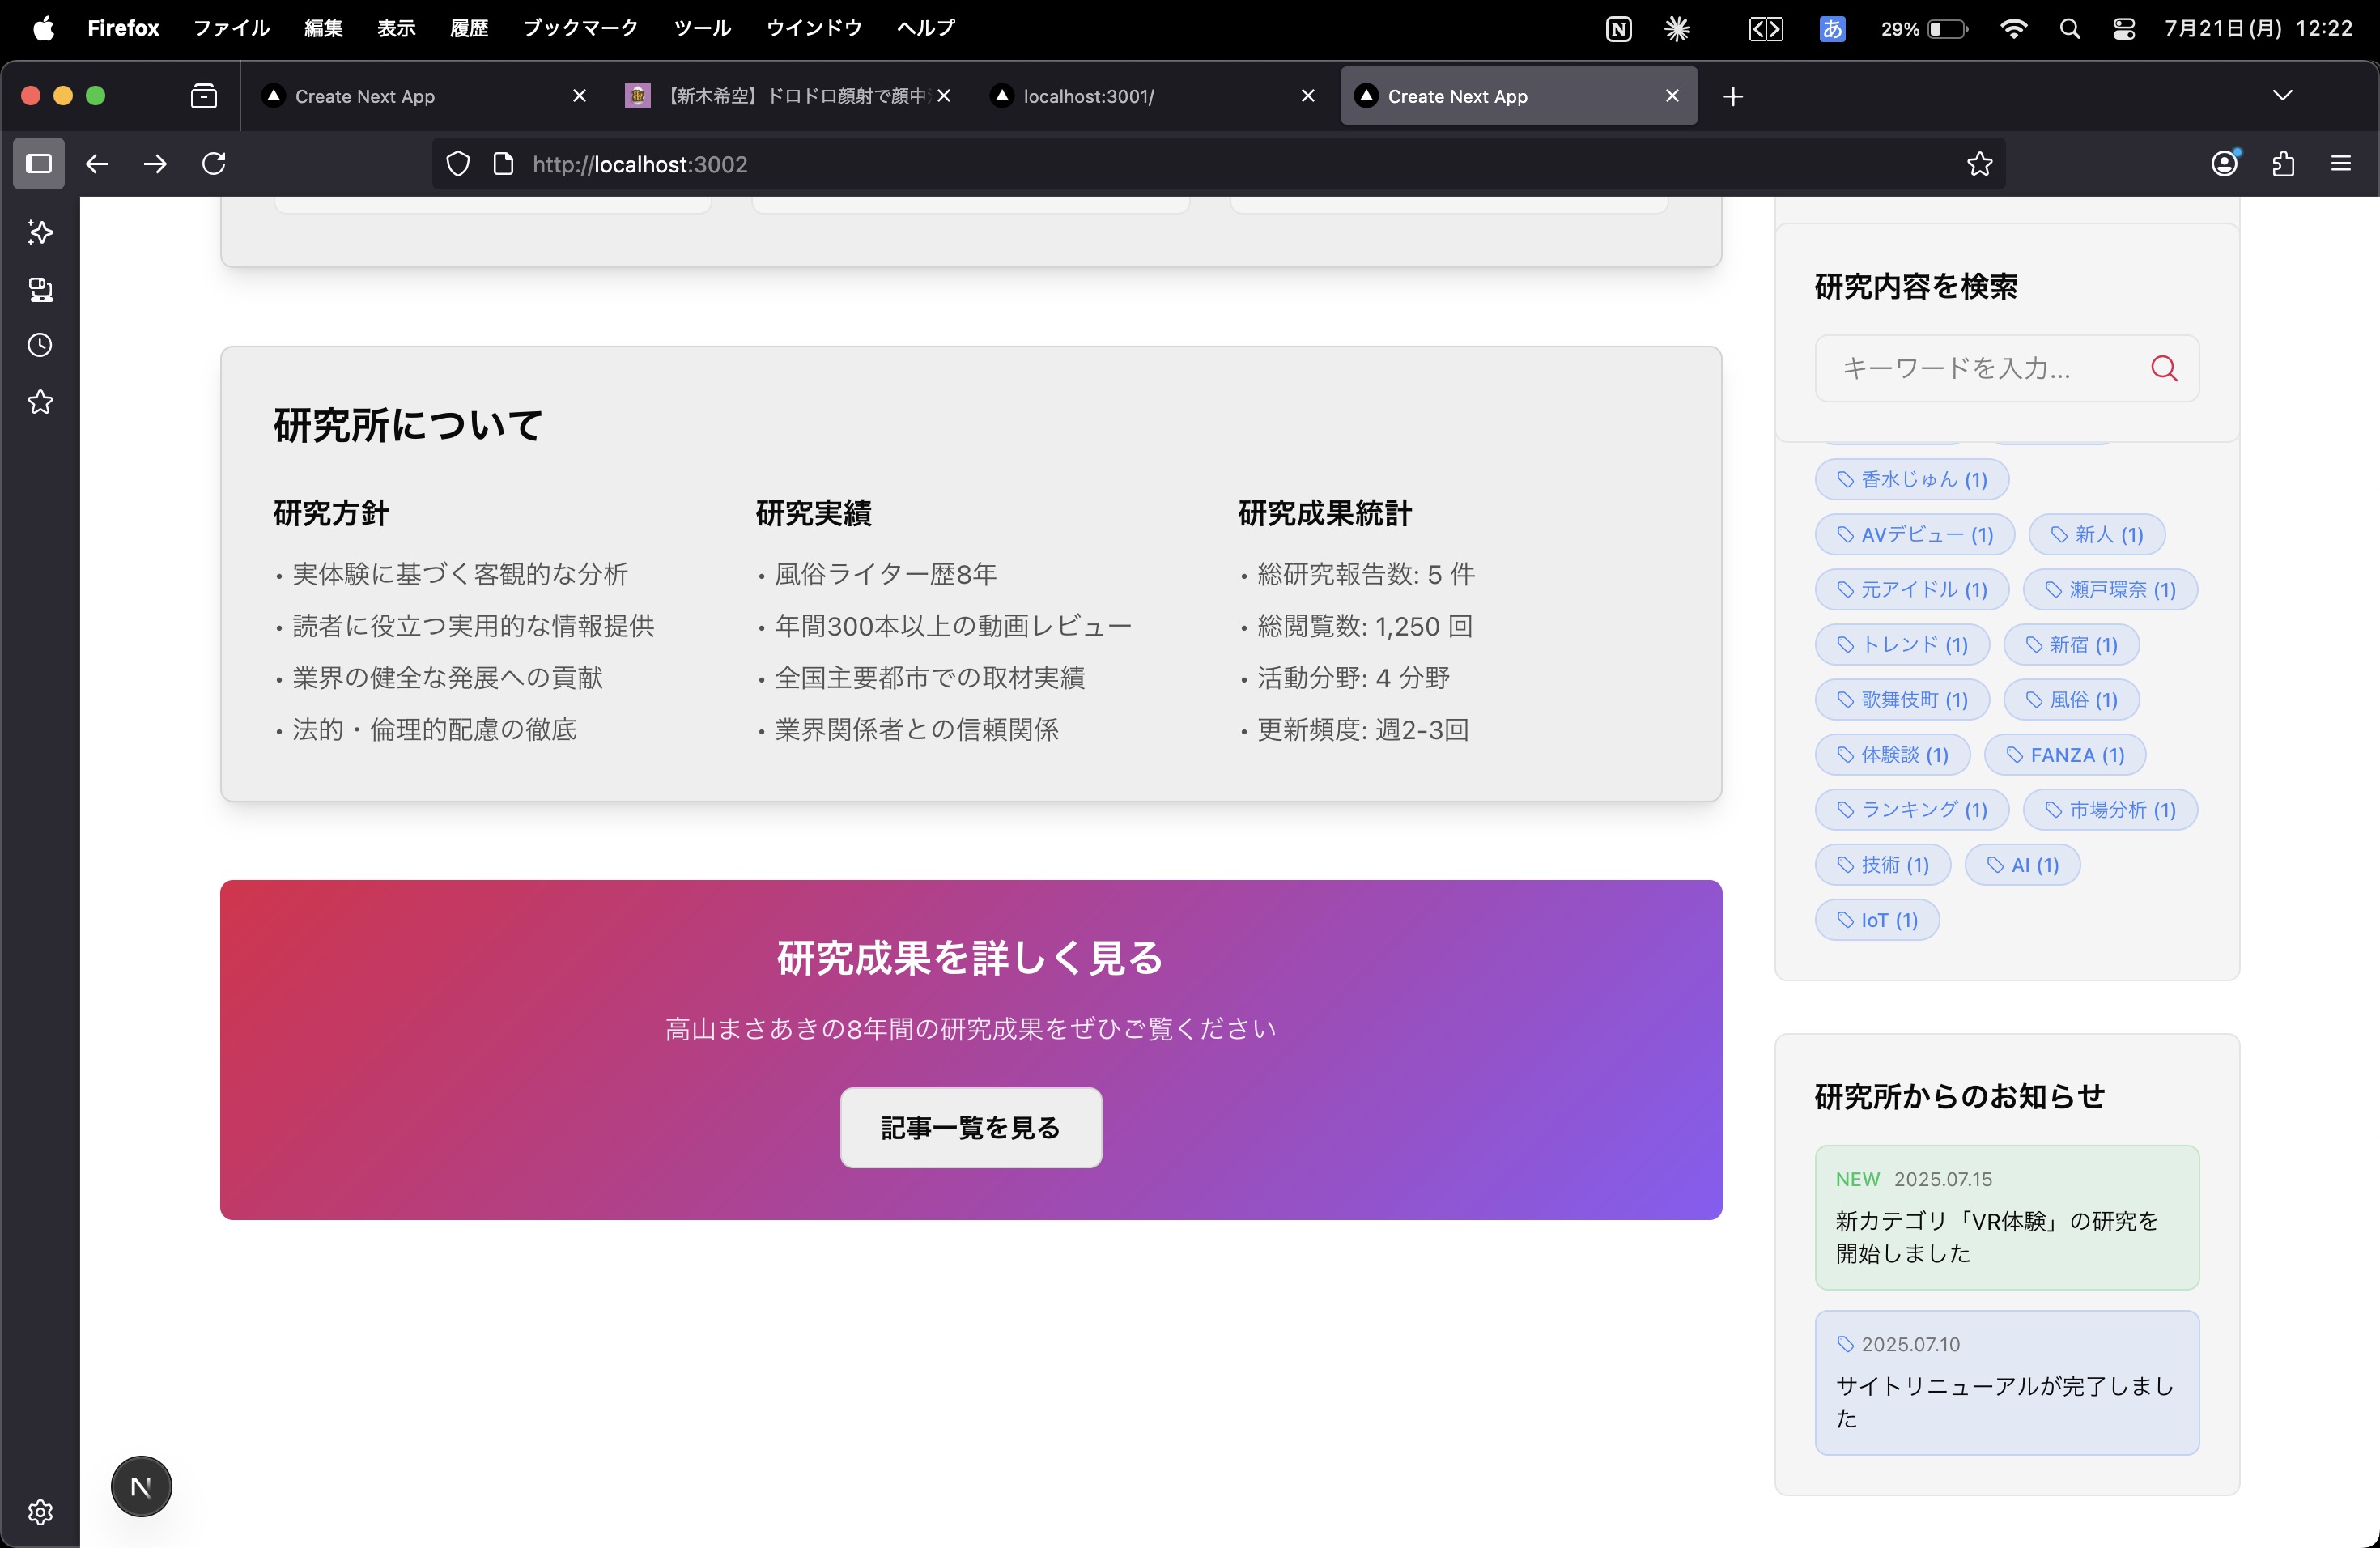 Firefox ファイル 編集 表示 履歴 ブックマーク ツール ウインドウ ヘルプ
あ 29% 7月21日(月) 12:22
Create Next App
【新木希空】ドロドロ顔射で顔中
localhost:3001/
Create Next App
http://localhost:3002
研究所について
研究方針
• 実体験に基づく客観的な分析
• 読者に役立つ実用的な情報提供
• 業界の健全な発展への貢献
• 法的・倫理的配慮の徹底
研究実績
• 風俗ライター歴8年
• 年間300本以上の動画レビュー
• 全国主要都市での取材実績
• 業界関係者との信頼関係
研究成果統計
• 総研究報告数: 5 件
• 総閲覧数: 1,250 回
• 活動分野: 4 分野
• 更新頻度: 週2-3回
研究成果を詳しく見る
高山まさあきの8年間の研究成果をぜひご覧ください
記事一覧を見る
研究内容を検索
キーワードを入力...
香水じゅん (1)
AVデビュー (1) 新人 (1)
元アイドル (1) 瀬戸環奈 (1)
トレンド (1) 新宿 (1)
歌舞伎町 (1) 風俗 (1)
体験談 (1) FANZA (1)
ランキング (1) 市場分析 (1)
技術 (1) AI (1)
IoT (1)
研究所からのお知らせ
NEW 2025.07.15
新カテゴリ「VR体験」の研究を
開始しました
2025.07.10
サイトリニューアルが完了しまし
た
N